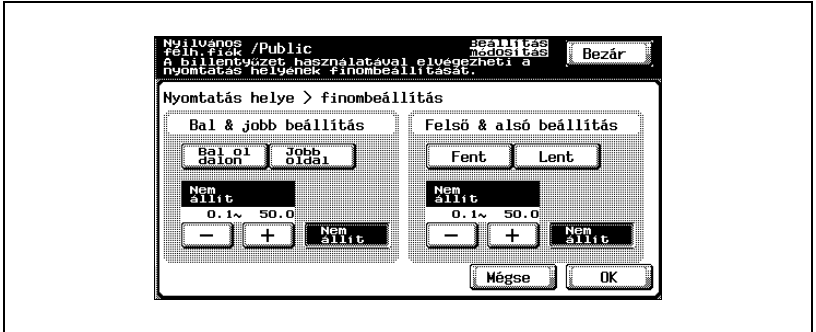 Nyilvános
félh.fiók /Public
Beállítás
módosítás
Bezár
A billentyűzet használatával elvégezheti a
nyomtatás helyének finombeállítását.
Nyomtatás helye > finombeállítás
Bal & jobb beállítás
Bal ol
dalon
Jobb
oldal
Nem
állít
0.1~ 50.0
− +
Nem
állít
Felső & alsó beállítás
Fent Lent
Nem
állít
0.1~ 50.0
− +
Nem
állít
Mégse OK